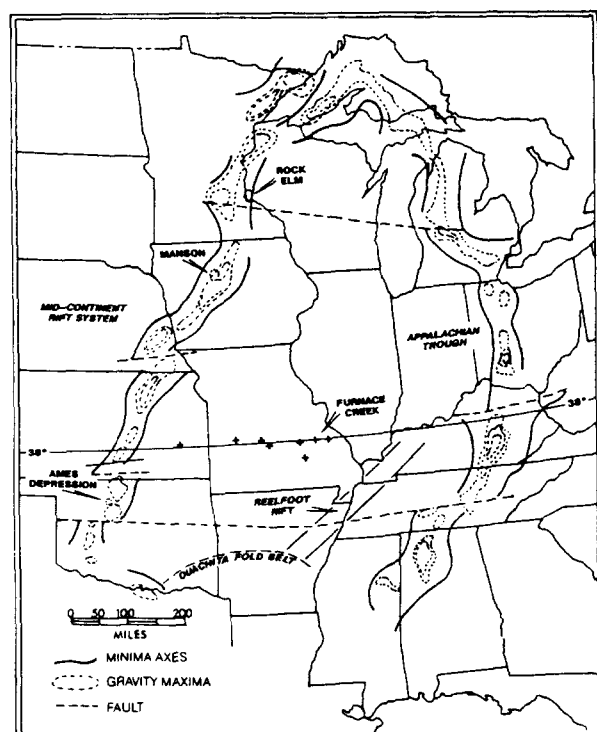 ROCK
ELM
MANSON
MID-CONTINENT
RIFT SYSTEM
APPALACHIAN
TROUGH
FURNACE
CREEK
38°
38°
AMES
DEPRESSION
REELFOOT
RIFT
OUACHITA FOLD BELT
0 50 100 200
MILES
MINIMA AXES
GRAVITY MAXIMA
FAULT